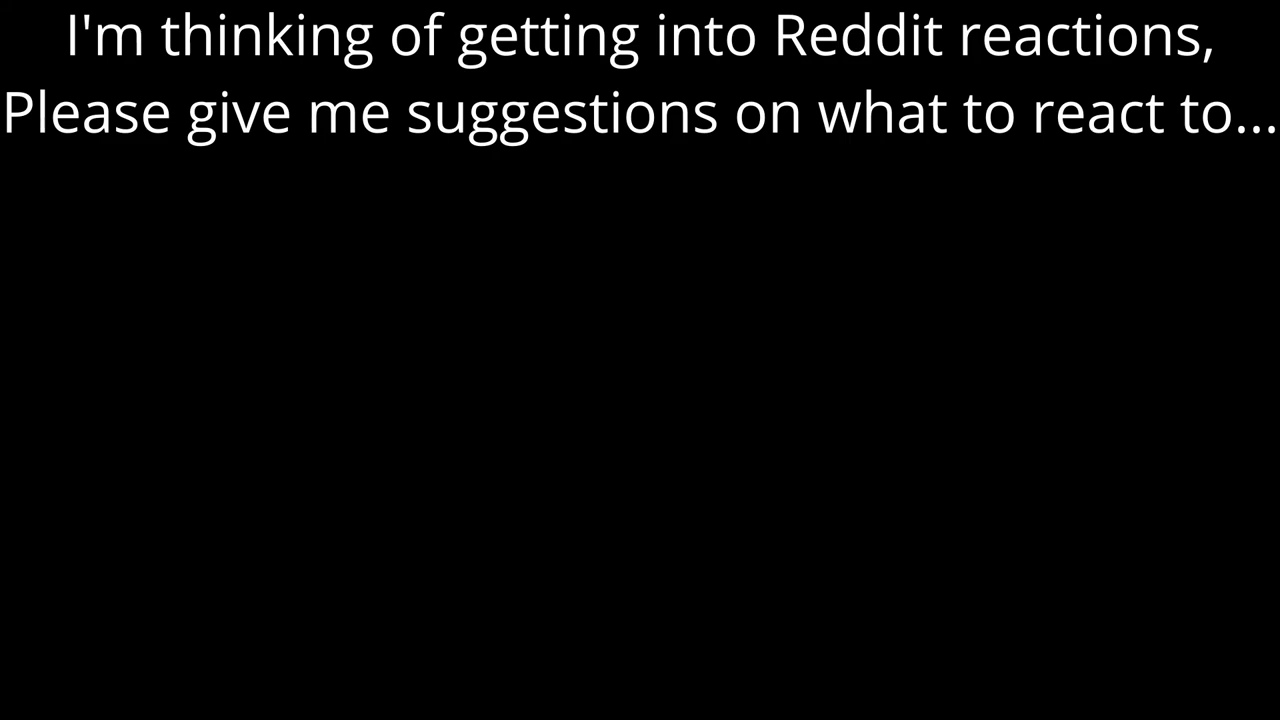 I'm thinking of getting into Reddit reactions,
Please give me suggestions on what to react to...